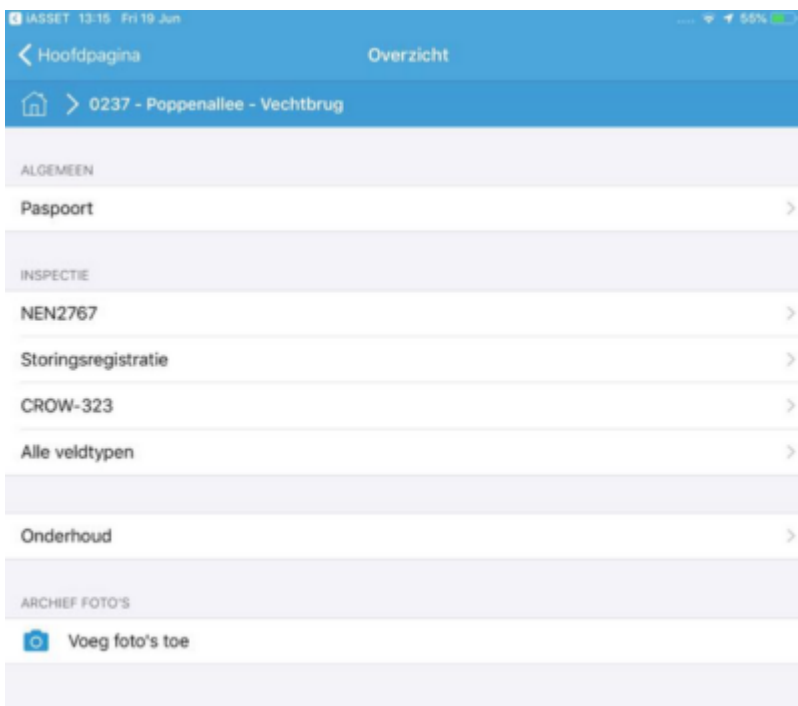 iASSET 13:15 Fri 19 Jun 55%
Hoofdpagina Overzicht
0237 - Poppenallee - Vechtbrug
ALGEMEEN
Paspoort
INSPECTIE
NEN2767
Storingsregistratie
CROW-323
Alle veldtypen
Onderhoud
ARCHIEF FOTO'S
Voeg foto's toe